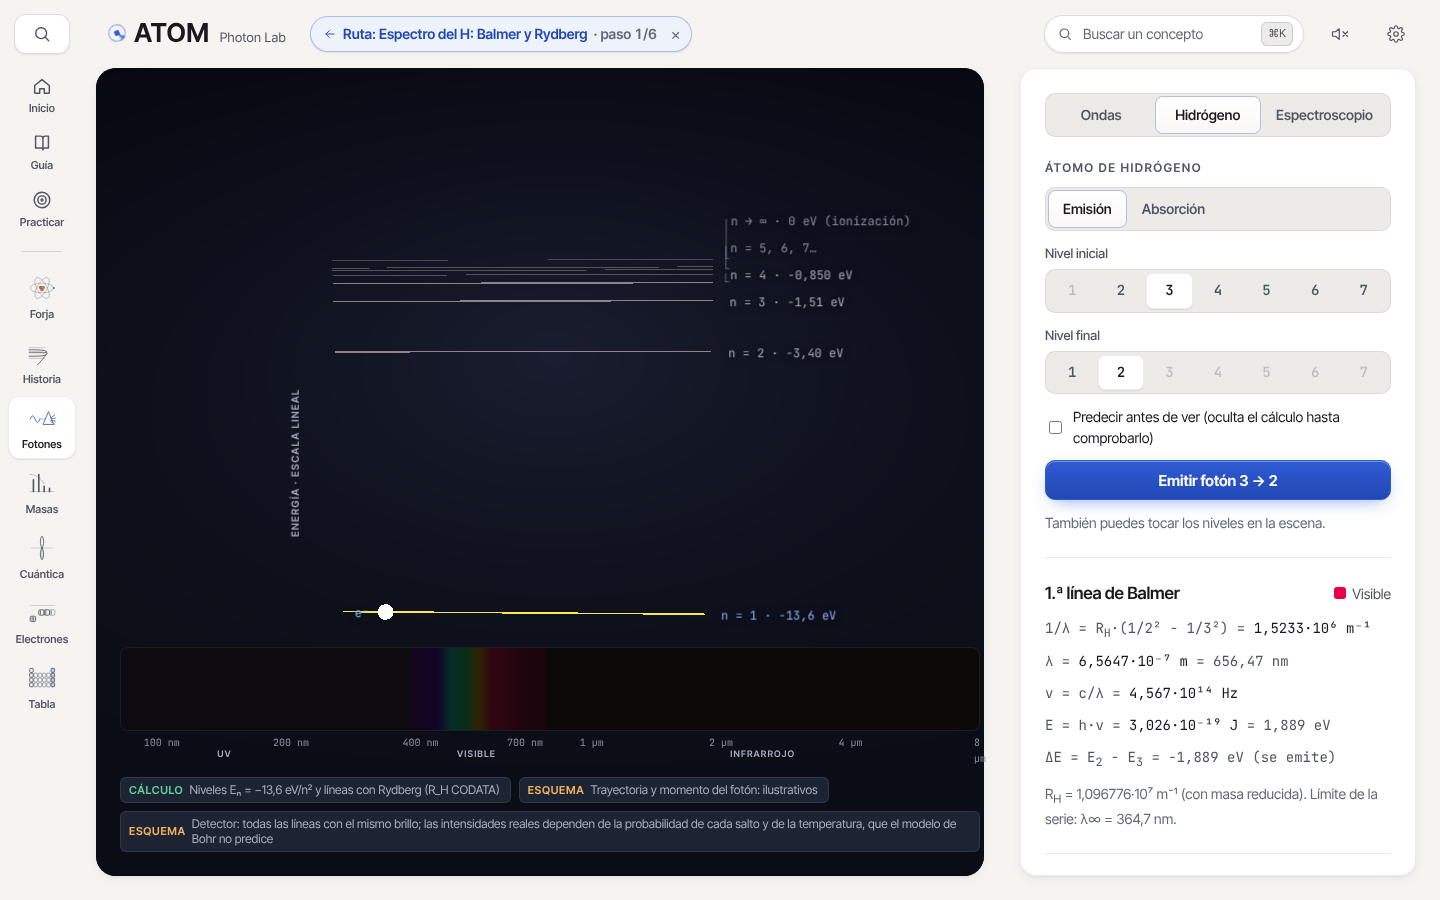 ATOM Photon Lab
← Ruta: Espectro del H: Balmer y Rydberg · paso 1/6 ×
Buscar un concepto ⌘K
Inicio
Guía
Practicar
Forja
Historia
Fotones
Masas
Cuántica
Electrones
Tabla
n → ∞ · 0 eV (ionización)
n = 5, 6, 7…
n = 4 · -0,850 eV
n = 3 · -1,51 eV
n = 2 · -3,40 eV
ENERGÍA · ESCALA LINEAL
e⁻
n = 1 · -13,6 eV
100 nm 200 nm 400 nm 700 nm 1 µm 2 µm 4 µm 8 µm
UV VISIBLE INFRARROJO
CÁLCULO Niveles Eₙ = −13,6 eV/n² y líneas con Rydberg (R_H CODATA)
ESQUEMA Trayectoria y momento del fotón: ilustrativos
ESQUEMA Detector: todas las líneas con el mismo brillo; las intensidades reales dependen de la probabilidad de cada salto y de la temperatura, que el modelo de
Bohr no predice
Ondas Hidrógeno Espectroscopio
ÁTOMO DE HIDRÓGENO
Emisión Absorción
Nivel inicial
1 2 3 4 5 6 7
Nivel final
1 2 3 4 5 6 7
Predecir antes de ver (oculta el cálculo hasta
comprobarlo)
Emitir fotón 3 → 2
También puedes tocar los niveles en la escena.
1.ª línea de Balmer Visible
1/λ = R_H·(1/2² - 1/3²) = 1,5233·10⁶ m⁻¹
λ = 6,5647·10⁻⁷ m = 656,47 nm
ν = c/λ = 4,567·10¹⁴ Hz
E = h·ν = 3,026·10⁻¹⁹ J = 1,889 eV
ΔE = E₂ - E₃ = -1,889 eV (se emite)
R_H = 1,096776·10⁷ m⁻¹ (con masa reducida). Límite de la
serie: λ∞ = 364,7 nm.